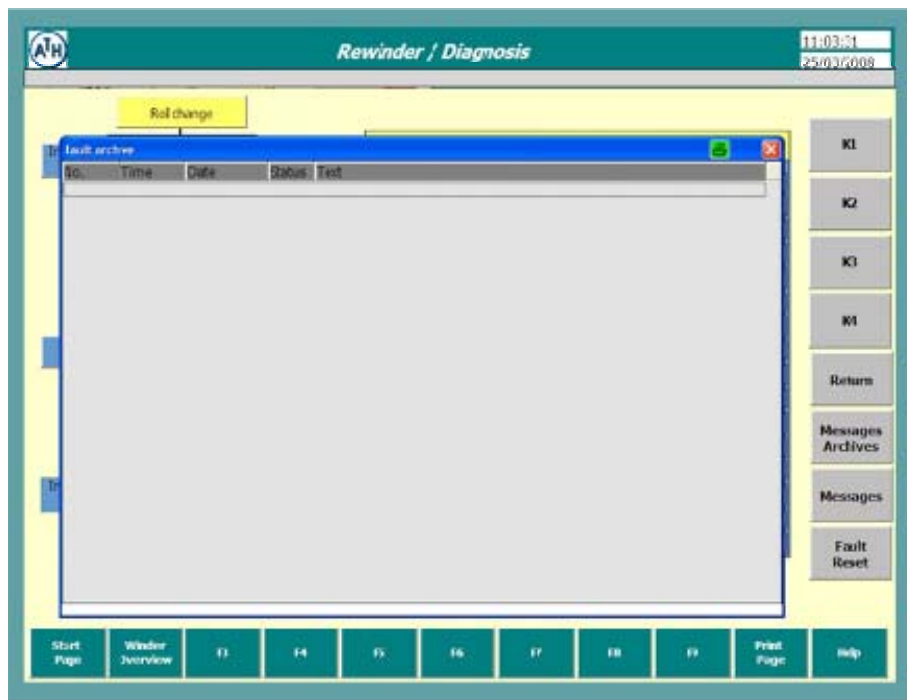 ATH
Rewinder / Diagnosis
11:03:31
25/03/2008
Roll change
fault archive
No. Time Date Status Text
K1
K2
K3
K4
Return
Messages
Archives
Messages
Fault
Reset
Start
Page
Winder
Overview
F3
F4
F5
F6
F7
F8
F9
Print
Page
Help